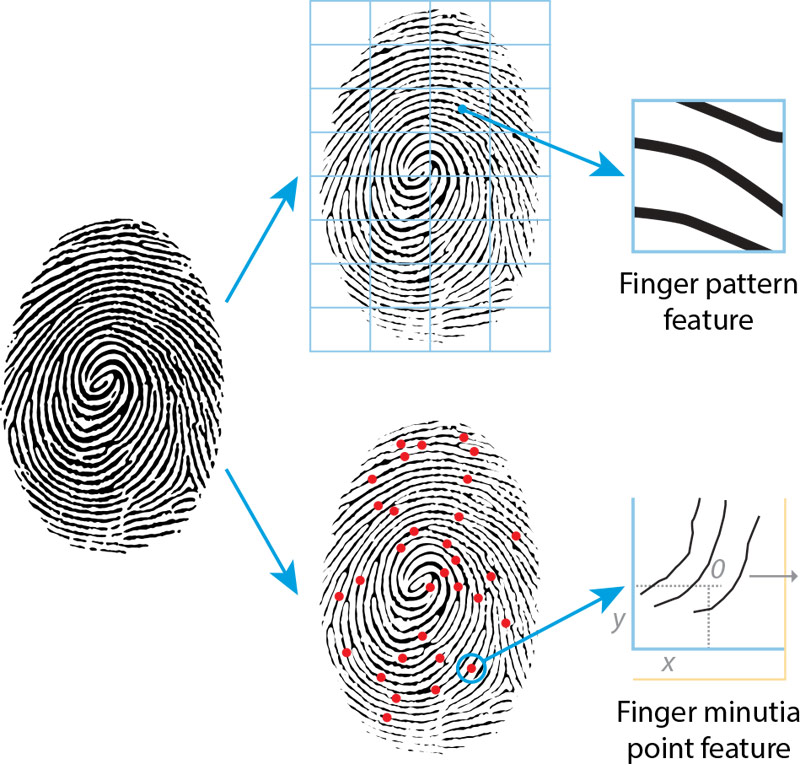 Finger pattern
feature
0
y
x
Finger minutia
point feature